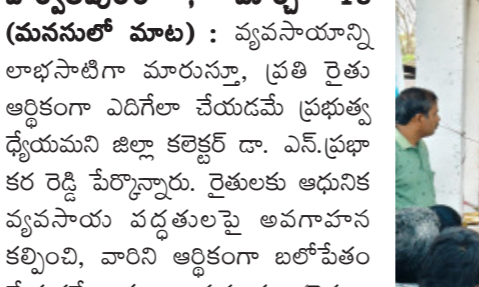 (మనసులో మాట) : వ్యవసాయాన్ని
లాభసాటిగా మారుస్తూ, ప్రతి రైతు
ఆర్థికంగా ఎదిగేలా చేయడమే ప్రభుత్వ
ధ్యేయమని జిల్లా కలెక్టర్ డా. ఎన్.ప్రభా
కర రెడ్డి పేర్కొన్నారు. రైతులకు ఆధునిక
వ్యవసాయ పద్ధతులపై అవగాహన
కల్పించి, వారిని ఆర్థికంగా బలోపేతం